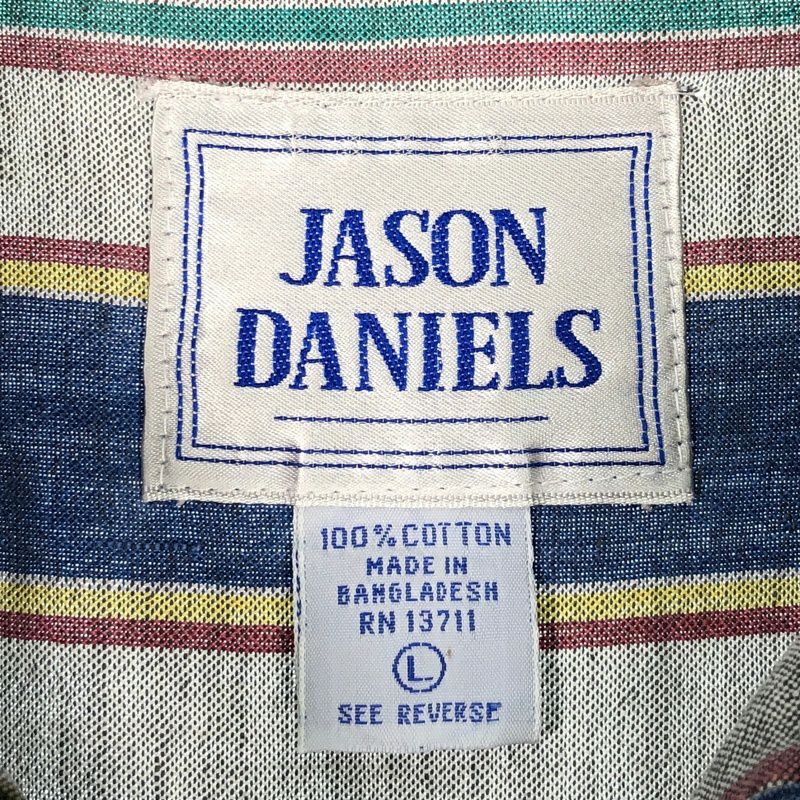 JASON
DANIELS
100% COTTON
MADE IN
BANGLADESH
RN 13711
L
SEE REVERSE